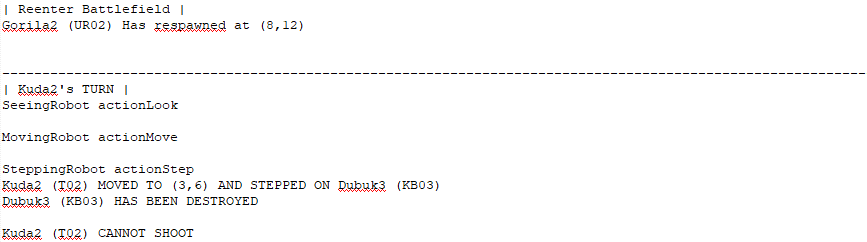 | Reenter Battlefield |
Gorila2 (UR02) Has respawned at (8,12)
------------------------------------------------------------------------------------------------------------
| Kuda2's TURN |
SeeingRobot actionLook
MovingRobot actionMove
SteppingRobot actionStep
Kuda2 (T02) MOVED TO (3,6) AND STEPPED ON Dubuk3 (KB03)
Dubuk3 (KB03) HAS BEEN DESTROYED
Kuda2 (T02) CANNOT SHOOT